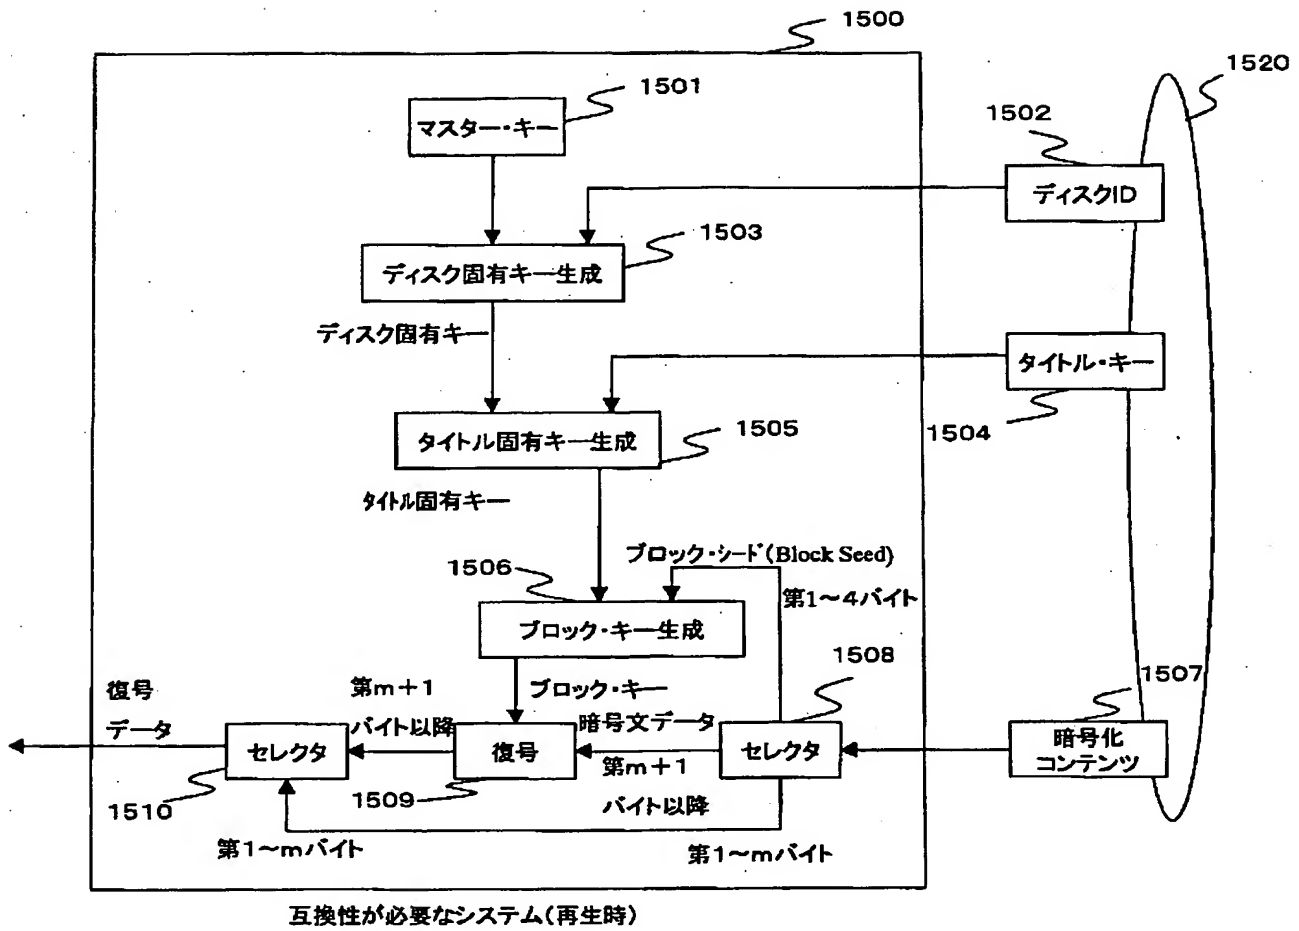 1500
1520
1501
マスター・キー
1502
ディスクID
1503
ディスク固有キー生成
ディスク固有キー
タイトル・キー
1504
1505
タイトル固有キー生成
タイトル固有キー
ブロック・シード(Block Seed)
1506
第1～4バイト
ブロック・キー生成
1508
1507
ブロック・キー
第m+1
バイト以降
復号
データ
暗号文データ
セレクタ
復号
セレクタ
暗号化
コンテンツ
第m+1
バイト以降
1509
1510
第1～mバイト
第1～mバイト
互換性が必要なシステム(再生時)